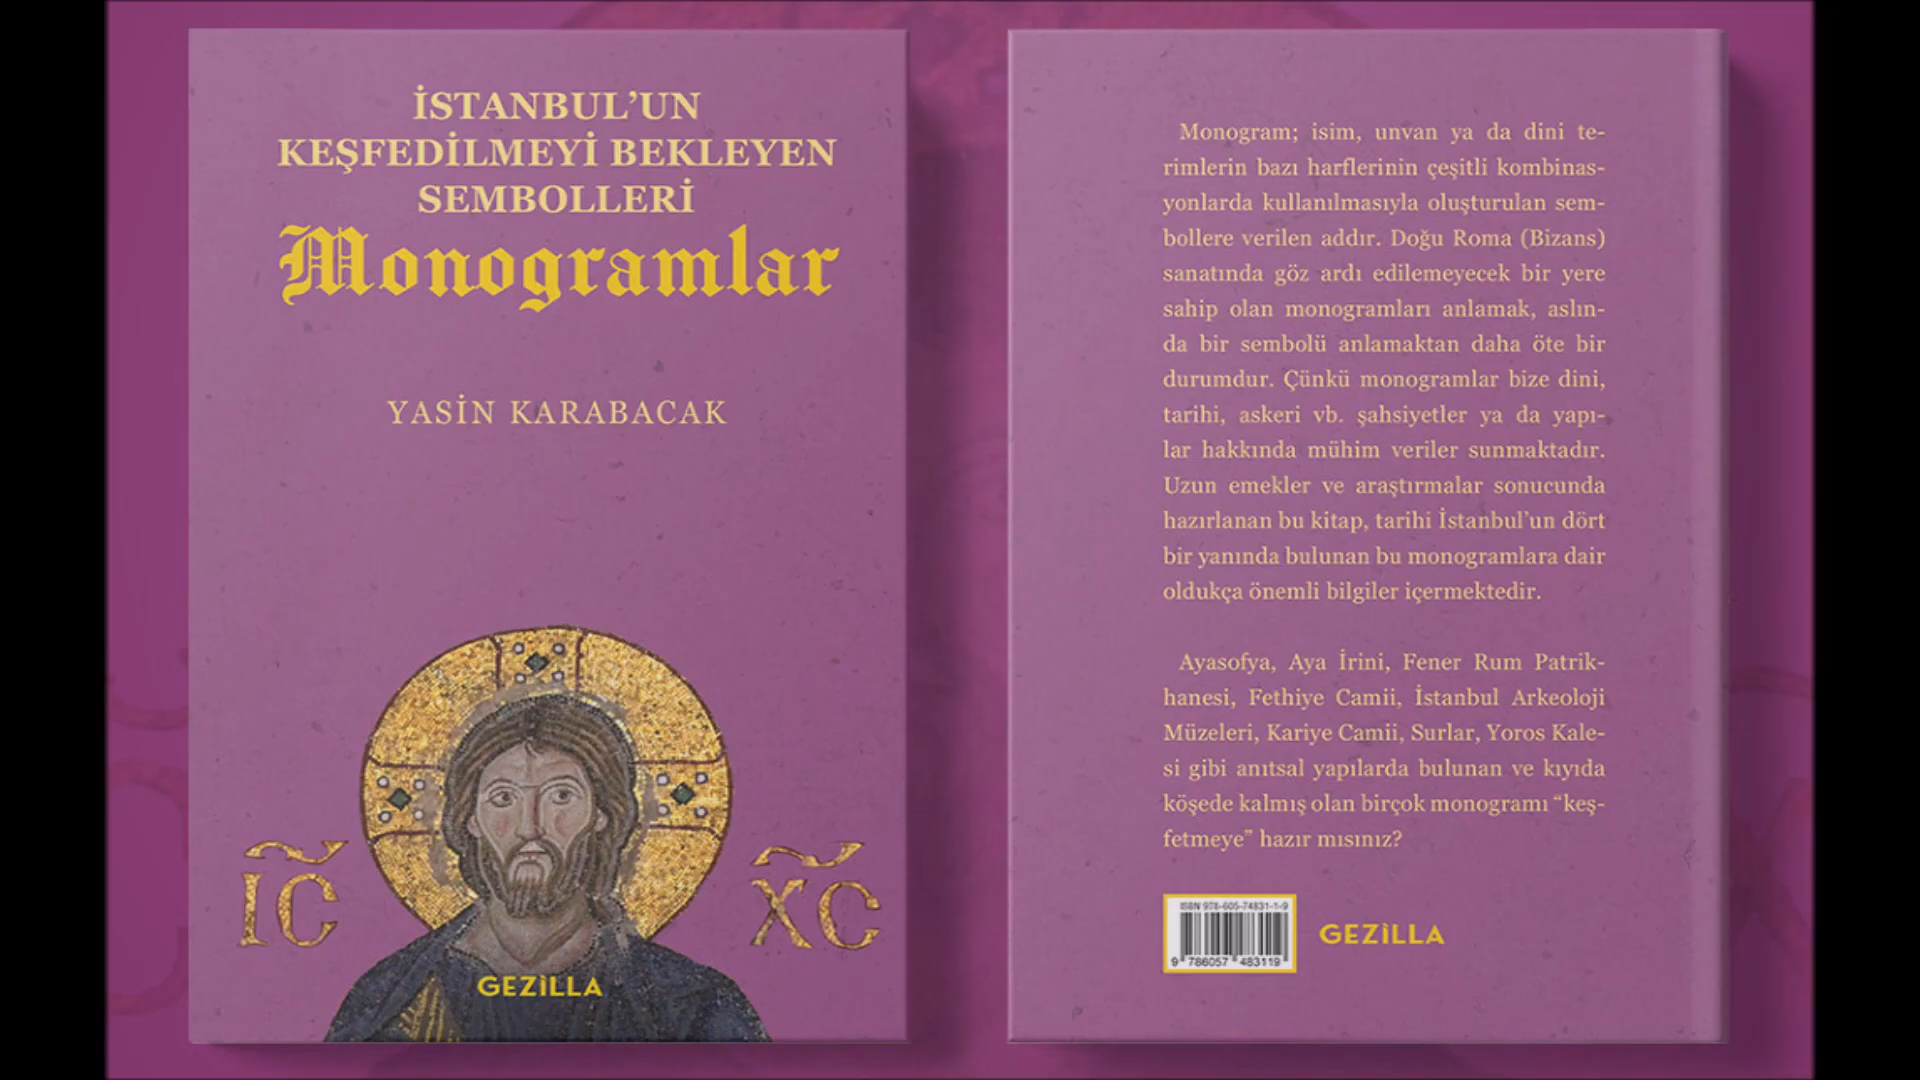 İSTANBUL’UN
KEŞFEDİLMEYİ BEKLEYEN
SEMBOLLERİ
Monogramlar
YASİN KARABACAK
IC
XC
GEZİLLA
Monogram; isim, unvan ya da dini te-
rimlerin bazı harflerinin çeşitli kombinas-
yonlarda kullanılmasıyla oluşturulan sem-
bollere verilen addır. Doğu Roma (Bizans)
sanatında göz ardı edilemeyecek bir yere
sahip olan monogramları anlamak, aslın-
da bir sembolü anlamaktan daha öte bir
durumdur. Çünkü monogramlar bize dini,
tarihi, askeri vb. şahsiyetler ya da yapı-
lar hakkında mühim veriler sunmaktadır.
Uzun emekler ve araştırmalar sonucunda
hazırlanan bu kitap, tarihi İstanbul’un dört
bir yanında bulunan bu monogramlara dair
oldukça önemli bilgiler içermektedir.
Ayasofya, Aya İrini, Fener Rum Patrik-
hanesi, Fethiye Camii, İstanbul Arkeoloji
Müzeleri, Kariye Camii, Surlar, Yoros Kale-
si gibi anıtsal yapılarda bulunan ve kıyıda
köşede kalmış olan birçok monogramı “keş-
fetmeye” hazır mısınız?
ISBN 978-605-74831-1-9
9 786057 483119
GEZİLLA